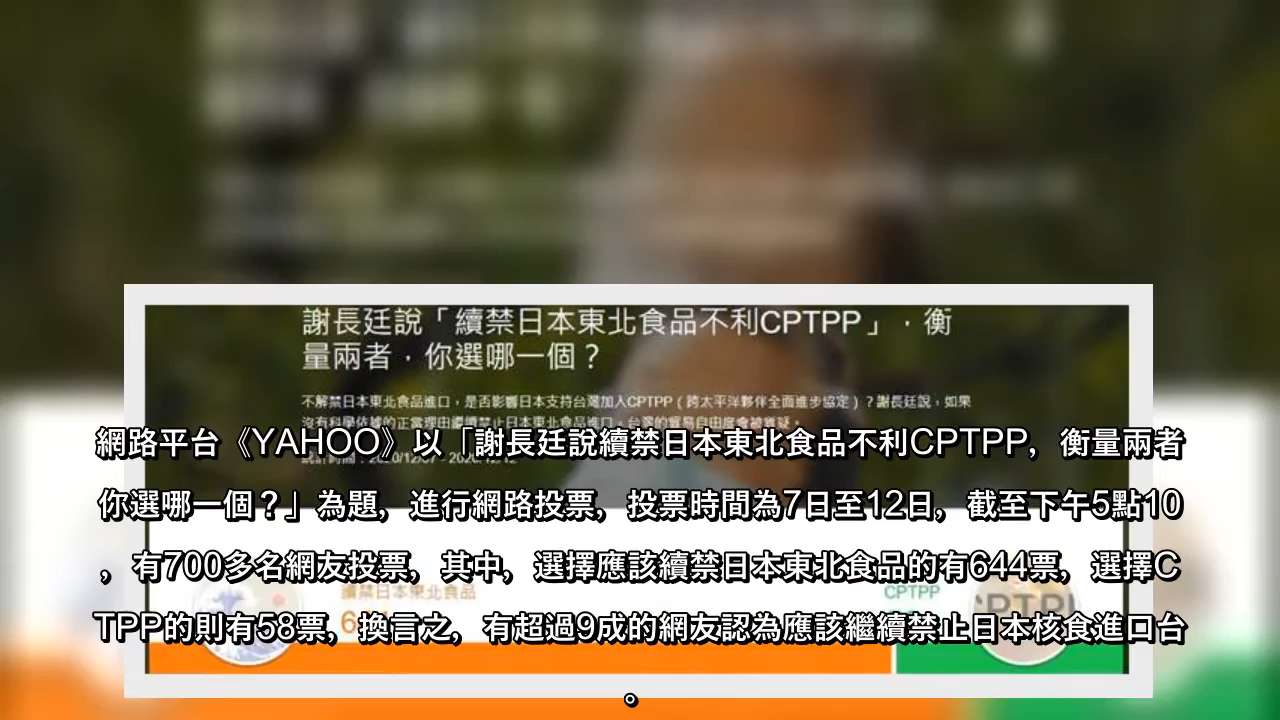 謝長廷說「續禁日本東北食品不利CPTPP」，衡
量兩者，你選哪一個？
不解禁日本東北食品進口，是否影響日本支持台灣加入CPTPP（跨太平洋夥伴全面進步協定）？謝長廷說，如果
網路平台《YAHOO》以「謝長廷說續禁日本東北食品不利CPTPP，衡量兩者
你選哪一個？」為題，進行網路投票，投票時間為7日至12日，截至下午5點10
，有700多名網友投票，其中，選擇應該續禁日本東北食品的有644票，選擇C
TPP的則有58票，換言之，有超過9成的網友認為應該繼續禁止日本核食進口台
。
續禁日本東北食品
CPTPP
CPTPP